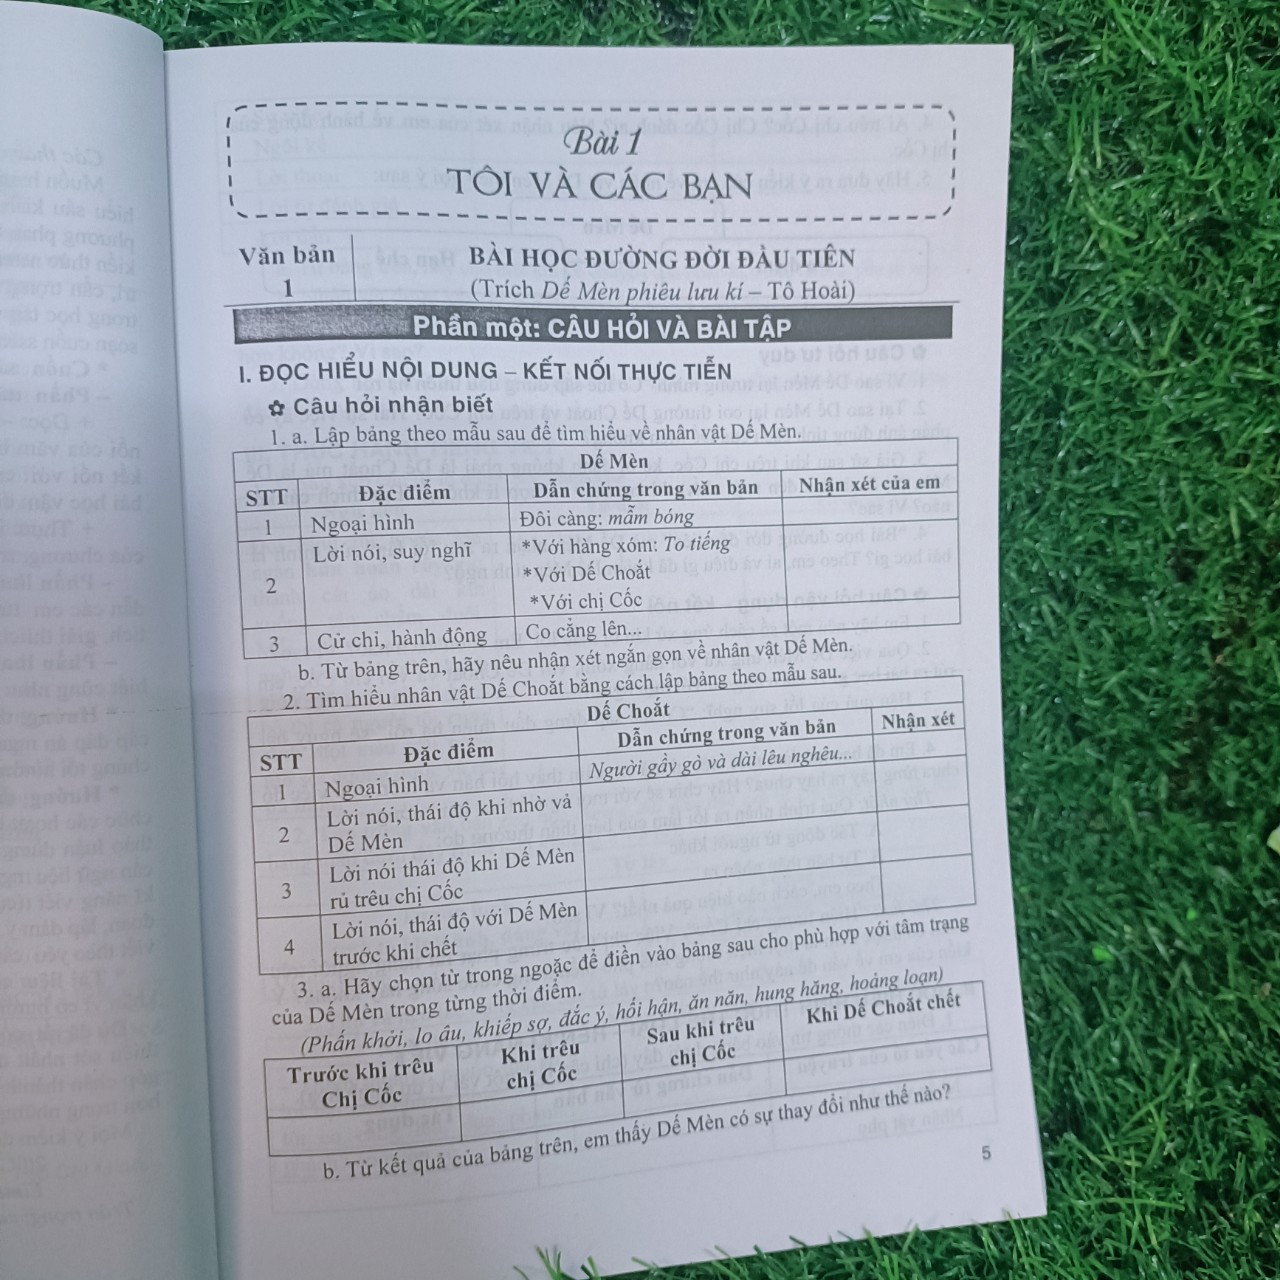 Bài 1
TÔI VÀ CÁC BẠN
Văn bản 1
BÀI HỌC ĐƯỜNG ĐỜI ĐẦU TIÊN
(Trích Dế Mèn phiêu lưu kí – Tô Hoài)
Phần một: CÂU HỎI VÀ BÀI TẬP
I. ĐỌC HIỂU NỘI DUNG – KẾT NỐI THỰC TIỄN
✿ Câu hỏi nhận biết
1. a. Lập bảng theo mẫu sau để tìm hiểu về nhân vật Dế Mèn.
Dế Mèn
STT Đặc điểm Dẫn chứng trong văn bản Nhận xét của em
1 Ngoại hình Đôi càng: mẫm bóng
2 Lời nói, suy nghĩ *Với hàng xóm: To tiếng
*Với Dế Choắt
*Với chị Cốc
3 Cử chỉ, hành động Co cẳng lên...
b. Từ bảng trên, hãy nêu nhận xét ngắn gọn về nhân vật Dế Mèn.
2. Tìm hiểu nhân vật Dế Choắt bằng cách lập bảng theo mẫu sau.
Dế Choắt
STT Đặc điểm Dẫn chứng trong văn bản Nhận xét
1 Ngoại hình Người gầy gò và dài lêu nghêu...
2 Lời nói, thái độ khi nhờ vả
Dế Mèn
3 Lời nói thái độ khi Dế Mèn
rủ trêu chị Cốc
4 Lời nói, thái độ với Dế Mèn
trước khi chết
3. a. Hãy chọn từ trong ngoặc để điền vào bảng sau cho phù hợp với tâm trạng
của Dế Mèn trong từng thời điểm.
(Phấn khởi, lo âu, khiếp sợ, đắc ý, hối hận, ăn năn, hung hăng, hoảng loạn)
Trước khi trêu Chị Cốc
Khi trêu chị Cốc
Sau khi trêu chị Cốc
Khi Dế Choắt chết
b. Từ kết quả của bảng trên, em thấy Dế Mèn có sự thay đổi như thế nào?
5